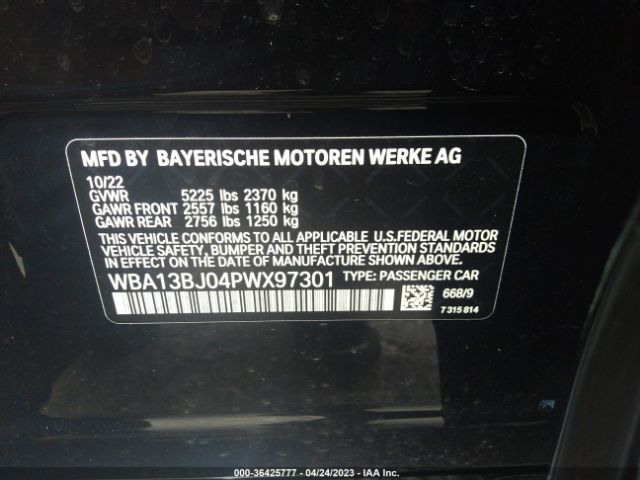 MFD BY BAYERISCHE MOTOREN WERKE AG
10/22
GVWR 5225 lbs 2370 kg
GAWR FRONT 2557 lbs 1160 kg
GAWR REAR 2756 lbs 1250 kg
THIS VEHICLE CONFORMS TO ALL APPLICABLE U.S.FEDERAL MOTOR
VEHICLE SAFETY, BUMPER AND THEFT PREVENTION STANDARDS
IN EFFECT ON THE DATE OF MANUFACTURE SHOWN ABOVE.
WBA13BJ04PWX97301 TYPE: PASSENGER CAR
668/9
7 315 814
000-36425777 - 04/24/2023 - IAA Inc.